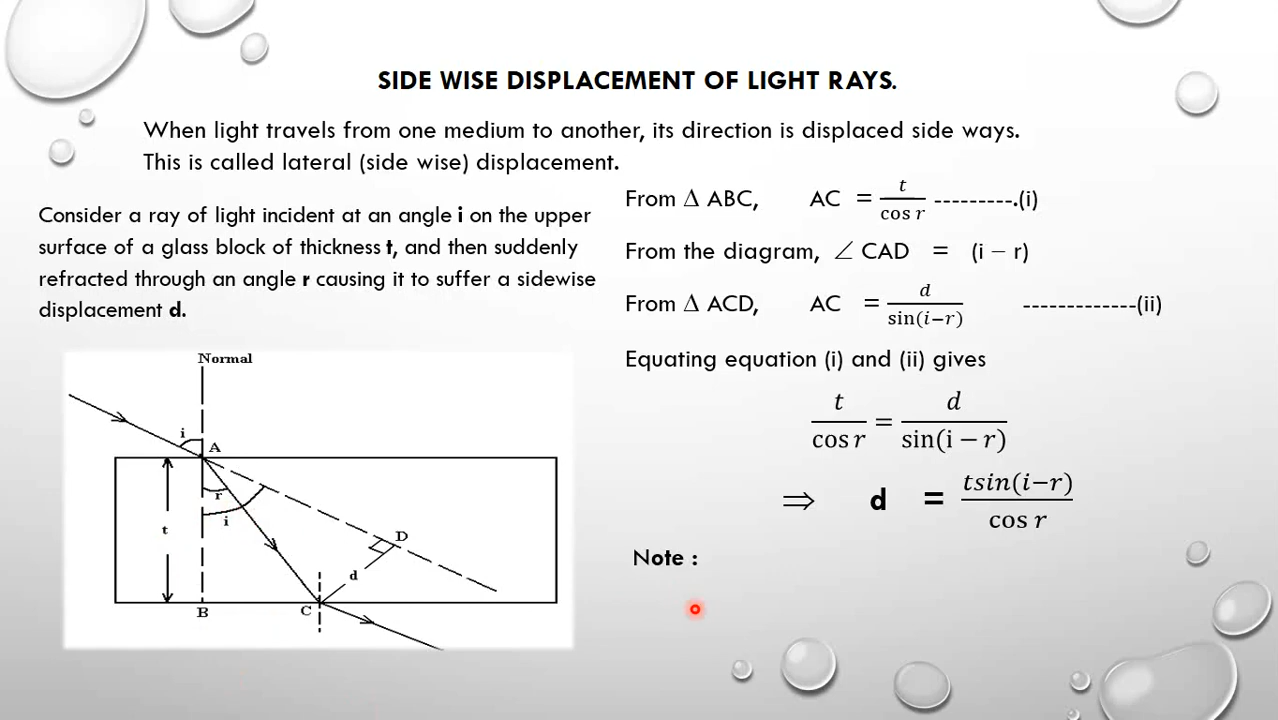 SIDE WISE DISPLACEMENT OF LIGHT RAYS.
When light travels from one medium to another, its direction is displaced side ways.
This is called lateral (side wise) displacement.
Consider a ray of light incident at an angle i on the upper
surface of a glass block of thickness t, and then suddenly
refracted through an angle r causing it to suffer a sidewise
displacement d.
Normal
i
A
r
i
t
D
d
B
C
From Δ ABC, AC = t/cos r ---------.(i)
From the diagram, ∠ CAD = (i – r)
From Δ ACD, AC = d/sin(i−r) -------------(ii)
Equating equation (i) and (ii) gives
t/cos r = d/sin(i − r)
⇒ d = tsin(i−r)/cos r
Note :